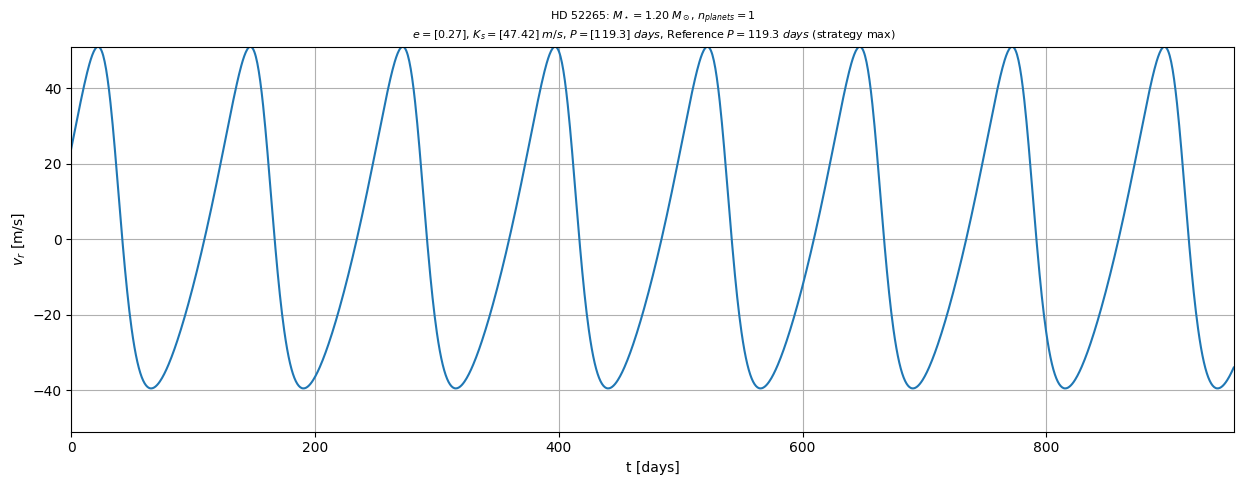 HD 52265: M⋆ = 1.20 M⊙, nplanets = 1
e = [0.27], Ks = [47.42] m/s, P = [119.3] days, Reference P = 119.3 days (strategy max)
40
20
0
−20
−40
vr [m/s]
0 200 400 600 800
t [days]